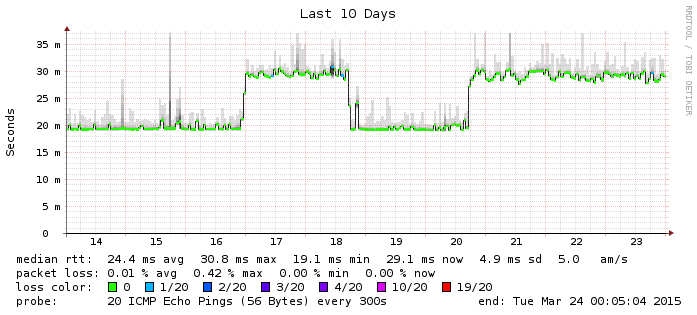 Last 10 Days
RRDTOOL / TOBI OETIKER
Seconds
35 m
30 m
25 m
20 m
15 m
10 m
5 m
0
14 15 16 17 18 19 20 21 22 23
median rtt: 24.4 ms avg 30.8 ms max 19.1 ms min 29.1 ms now 4.9 ms sd 5.0 am/s
packet loss: 0.01 % avg 0.42 % max 0.00 % min 0.00 % now
loss color: 0 1/20 2/20 3/20 4/20 10/20 19/20
probe: 20 ICMP Echo Pings (56 Bytes) every 300s end: Tue Mar 24 00:05:04 2015